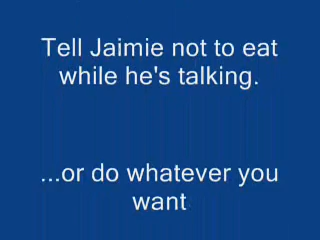 Tell Jaimie not to eat
while he's talking.
...or do whatever you
want